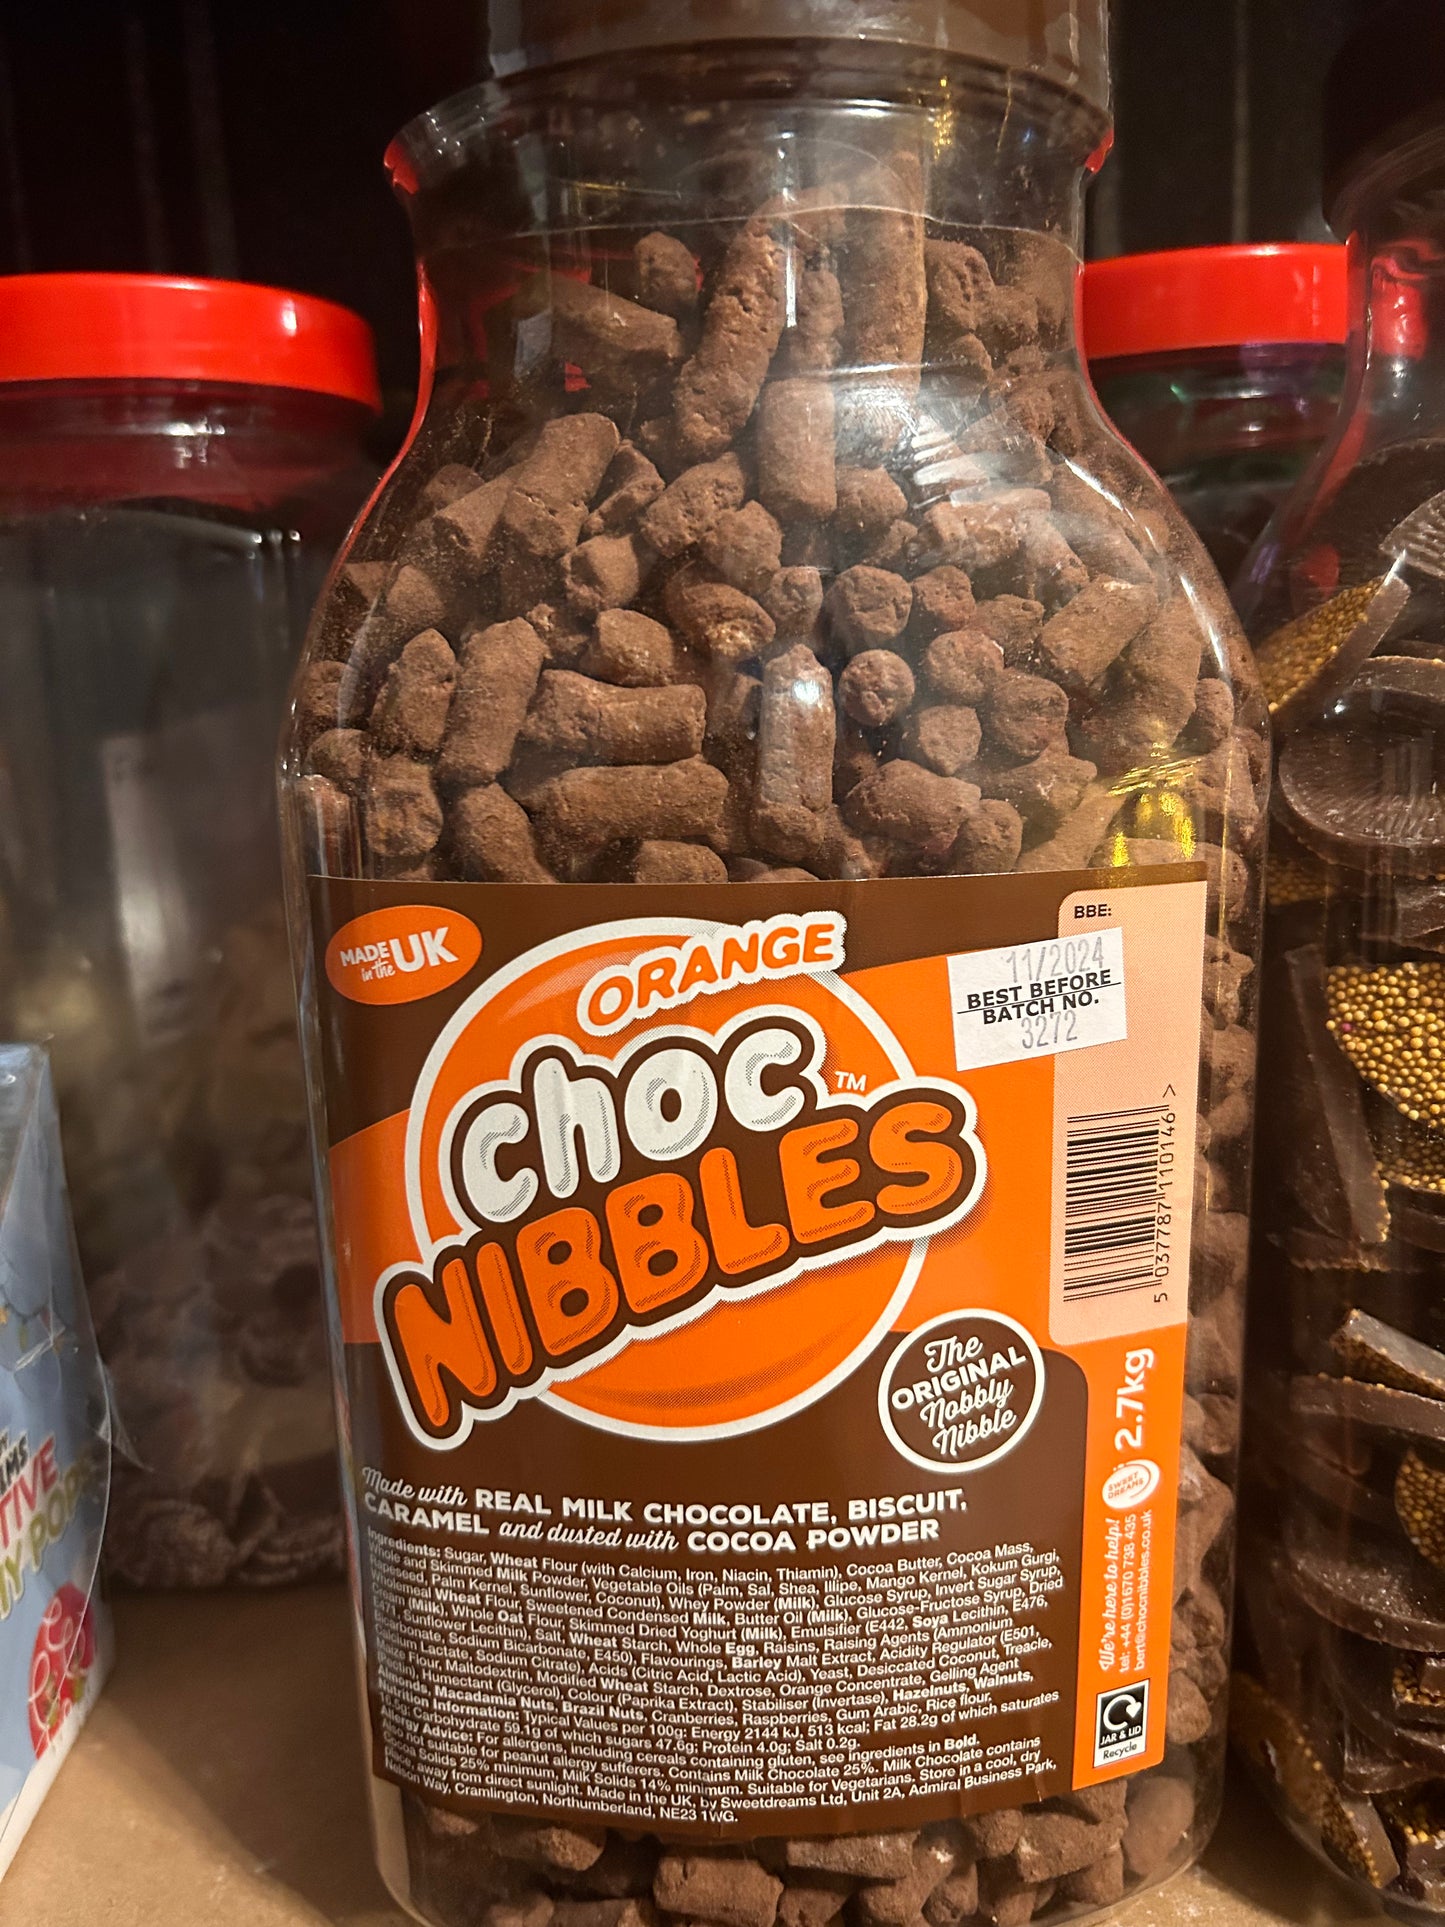 MADE
in the UK
BBE:
11/2024
BEST BEFORE
BATCH NO.
3272
ORANGE
choc™
NIBBLES
5 037787 110146 >
The
ORIGINAL
Nobbly
Nibble
2.7kg
SWEET
DREAMS
We're here to help!
tel: +44 (0)1670 738 435
bert@chocnibbles.co.uk
JAR & LID
Recycle
Made with REAL MILK CHOCOLATE, BISCUIT,
CARAMEL and dusted with COCOA POWDER
Ingredients: Sugar, Wheat Flour (with Calcium, Iron, Niacin, Thiamin), Cocoa Butter, Cocoa Mass,
Whole and Skimmed Milk Powder, Vegetable Oils (Palm, Sal, Shea, Illipe, Mango Kernel, Kokum Gurgi,
Rapeseed, Palm Kernel, Sunflower, Coconut), Whey Powder (Milk), Glucose Syrup, Invert Sugar Syrup,
Wholemeal Wheat Flour, Sweetened Condensed Milk, Butter Oil (Milk), Glucose-Fructose Syrup, Dried
Cream (Milk), Whole Oat Flour, Skimmed Dried Yoghurt (Milk), Emulsifier (E442, Soya Lecithin, E476,
E471, Sunflower Lecithin), Salt, Wheat Starch, Whole Egg, Raisins, Raising Agents (Ammonium
Bicarbonate, Sodium Bicarbonate, E450), Flavourings, Barley Malt Extract, Acidity Regulator (E501,
Calcium Lactate, Sodium Citrate), Acids (Citric Acid, Lactic Acid), Yeast, Desiccated Coconut, Treacle,
Malt Flour, Maltodextrin, Modified Wheat Starch, Dextrose, Orange Concentrate, Gelling Agent
(Pectin), Humectant (Glycerol), Colour (Paprika Extract), Stabiliser (Invertase), Hazelnuts, Walnuts,
Almonds, Macadamia Nuts, Brazil Nuts, Cranberries, Raspberries, Gum Arabic, Rice flour.
Nutrition Information: Typical Values per 100g: Energy 2144 kJ, 513 kcal; Fat 28.2g of which saturates
Carbohydrate 59.1g of which sugars 47.6g; Protein 4.0g; Salt 0.2g.
Allergy Advice: For allergens, including cereals containing gluten, see ingredients in Bold.
Also not suitable for peanut allergy sufferers. Contains Milk Chocolate 25%. Milk Chocolate contains
Cocoa Solids 25% minimum, Milk Solids 14% minimum. Suitable for Vegetarians, Store in a cool, dry
place, away from direct sunlight. Made in the UK, by Sweetdreams Ltd, Unit 2A, Admiral Business Park,
Nelson Way, Cramlington, Northumberland, NE23 1WG.